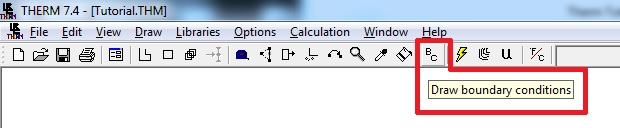 THERM 7.4 - [Tutorial.THM]
File Edit View Draw Libraries Options Calculation Window Help
BC U F/C
Draw boundary conditions